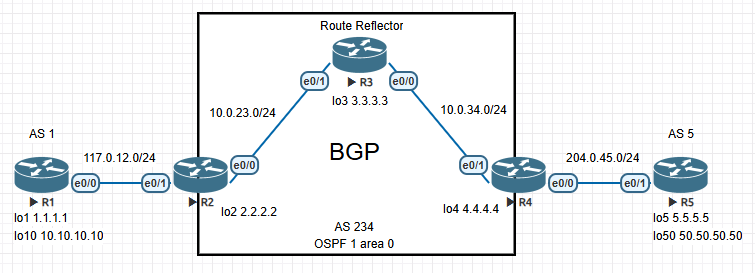 Route Reflector
e0/1
e0/0
R3
lo3 3.3.3.3
10.0.23.0/24
10.0.34.0/24
BGP
AS 1
117.0.12.0/24
e0/0
e0/1
e0/0
R1
R2
lo1 1.1.1.1
lo10 10.10.10.10
lo2 2.2.2.2
AS 234
OSPF 1 area 0
AS 5
204.0.45.0/24
e0/1
e0/0
e0/1
R4
R5
lo4 4.4.4.4
lo5 5.5.5.5
lo50 50.50.50.50